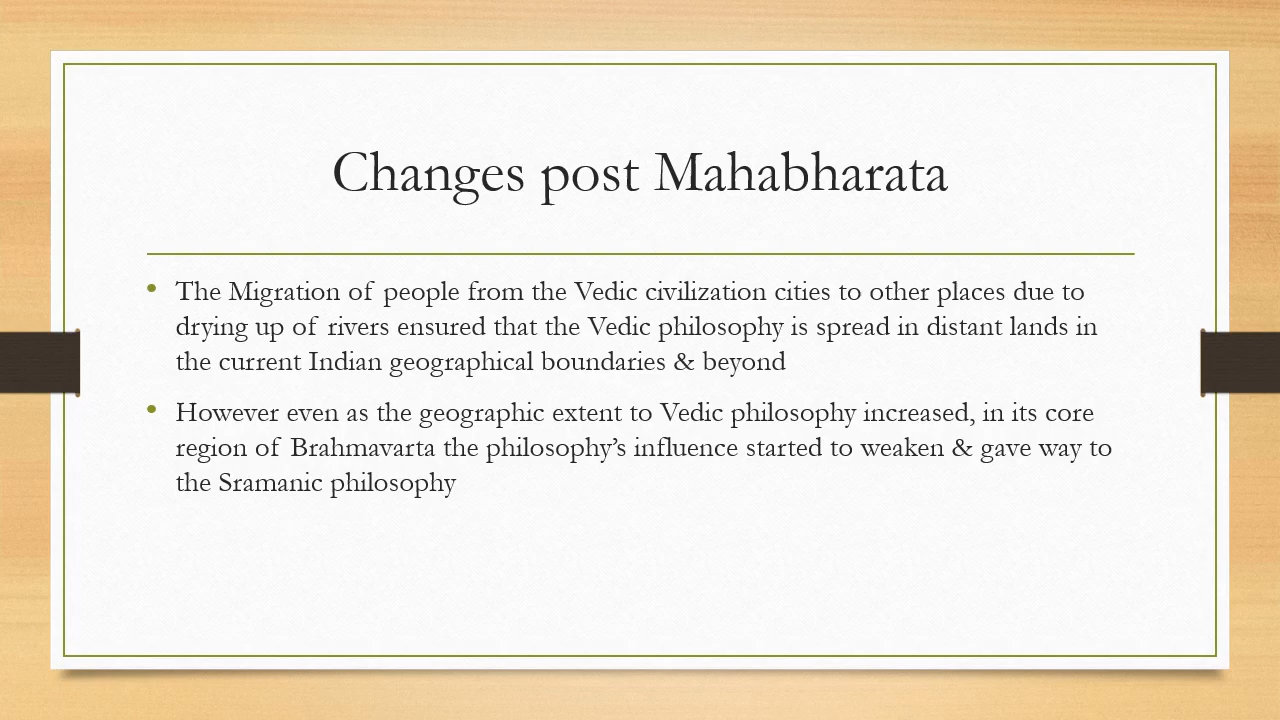 Changes post Mahabharata
• The Migration of people from the Vedic civilization cities to other places due to
drying up of rivers ensured that the Vedic philosophy is spread in distant lands in
the current Indian geographical boundaries & beyond
• However even as the geographic extent to Vedic philosophy increased, in its core
region of Brahmavarta the philosophy’s influence started to weaken & gave way to
the Sramanic philosophy